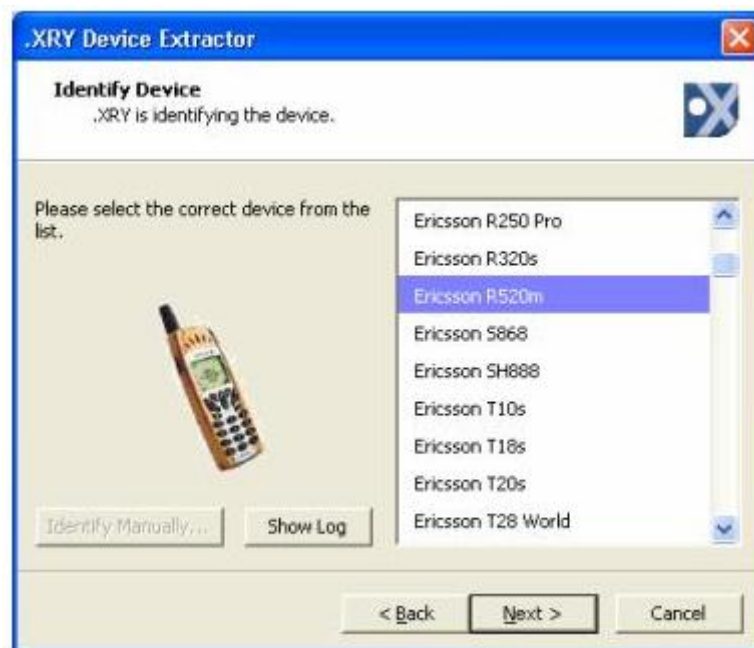 .XRY Device Extractor
Identify Device
.XRY is identifying the device.
Please select the correct device from the
list.
Ericsson R250 Pro
Ericsson R320s
Ericsson R520m
Ericsson S868
Ericsson SH888
Ericsson T10s
Ericsson T18s
Ericsson T20s
Ericsson T28 World
Identify Manually...
Show Log
< Back
Next >
Cancel